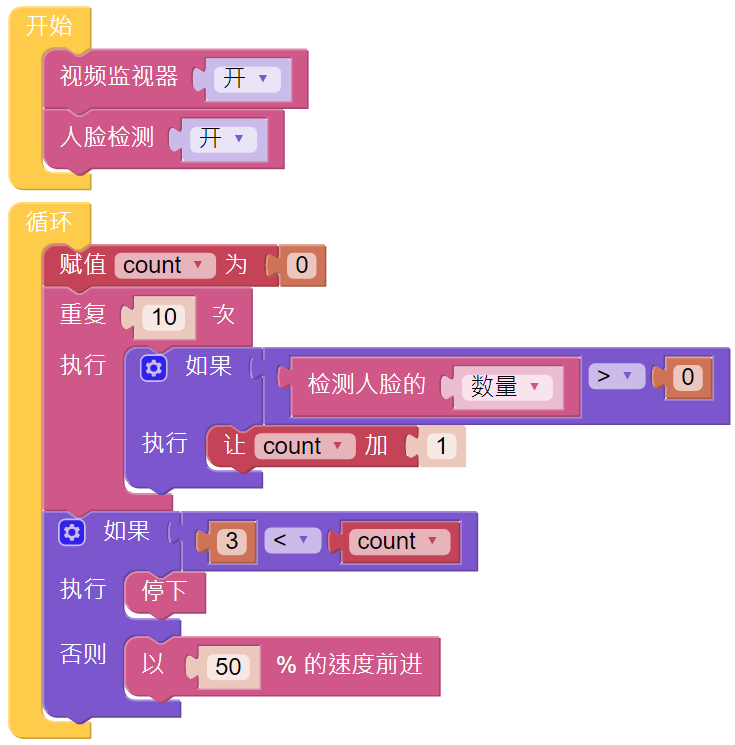 开始
视频监视器 开
人脸检测 开
循环
赋值 count 为 0
重复 10 次
执行 如果 检测人脸的 数量 > 0
执行 让 count 加 1
如果 3 < count
执行 停下
否则 以 50 % 的速度前进